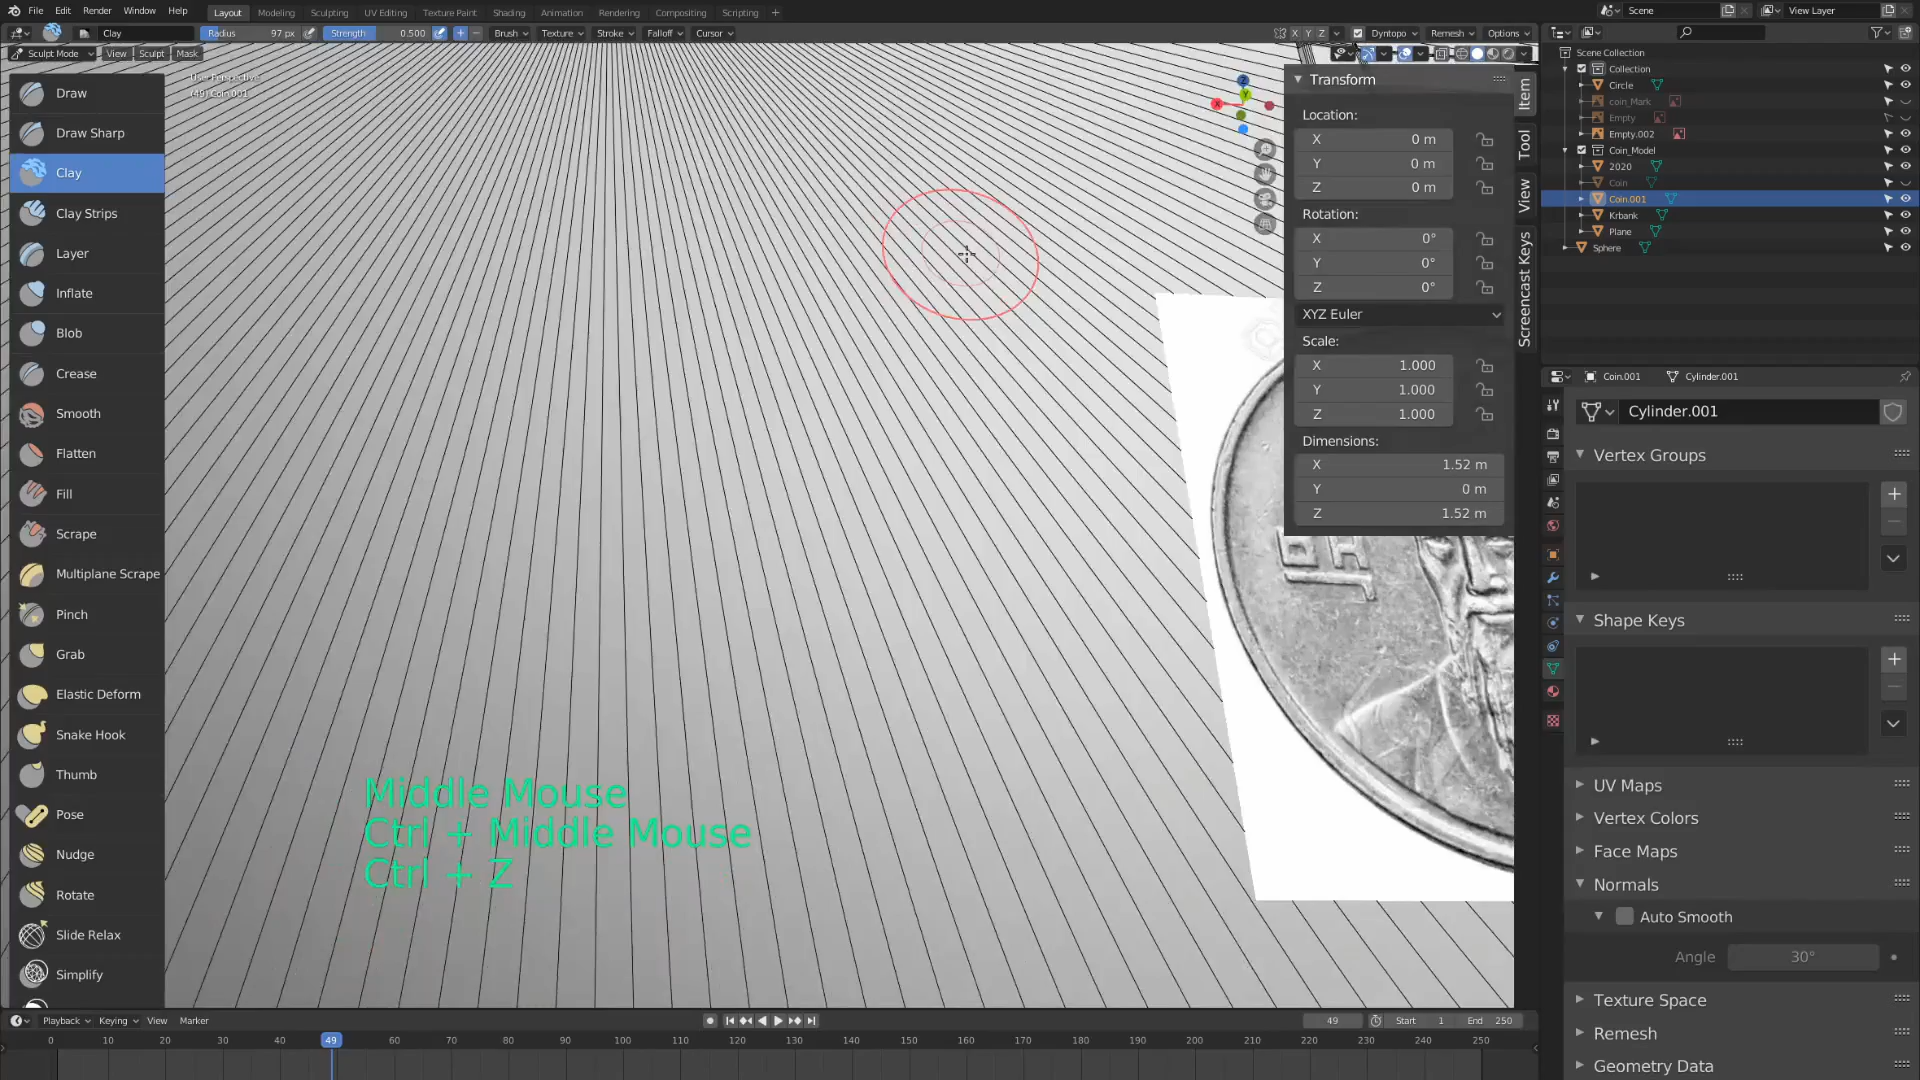 File Edit Render Window Help Layout Modeling Sculpting UV Editing Texture Paint Shading Animation Rendering Compositing Scripting + Scene View Layer
Clay Radius 97 px Strength 0.500 Brush Texture Stroke Falloff Cursor X Y Z Dyntopo Remesh Options
Sculpt Mode View Sculpt Mask
User Perspective
(49) Coin.001
Draw
Draw Sharp
Clay
Clay Strips
Layer
Inflate
Blob
Crease
Smooth
Flatten
Fill
Scrape
Multiplane Scrape
Pinch
Grab
Elastic Deform
Snake Hook
Thumb
Pose
Nudge
Rotate
Slide Relax
Simplify
Middle Mouse
Ctrl + Middle Mouse
Ctrl + Z
Z
Y
X
Transform
Location:
X 0 m
Y 0 m
Z 0 m
Rotation:
X 0°
Y 0°
Z 0°
XYZ Euler
Scale:
X 1.000
Y 1.000
Z 1.000
Dimensions:
X 1.52 m
Y 0 m
Z 1.52 m
Item
Tool
View
Screencast Keys
Scene Collection
Collection
Circle
coin_Mark
Empty
Empty.002
Coin_Model
2020
Coin
Coin.001
Krbank
Plane
Sphere
Coin.001 Cylinder.001
Cylinder.001
Vertex Groups
Shape Keys
UV Maps
Vertex Colors
Face Maps
Normals
Auto Smooth
Angle 30°
Texture Space
Remesh
Geometry Data
Playback Keying View Marker 49 Start 1 End 250
0 10 20 30 40 49 60 70 80 90 100 110 120 130 140 150 160 170 180 190 200 210 220 230 240 250